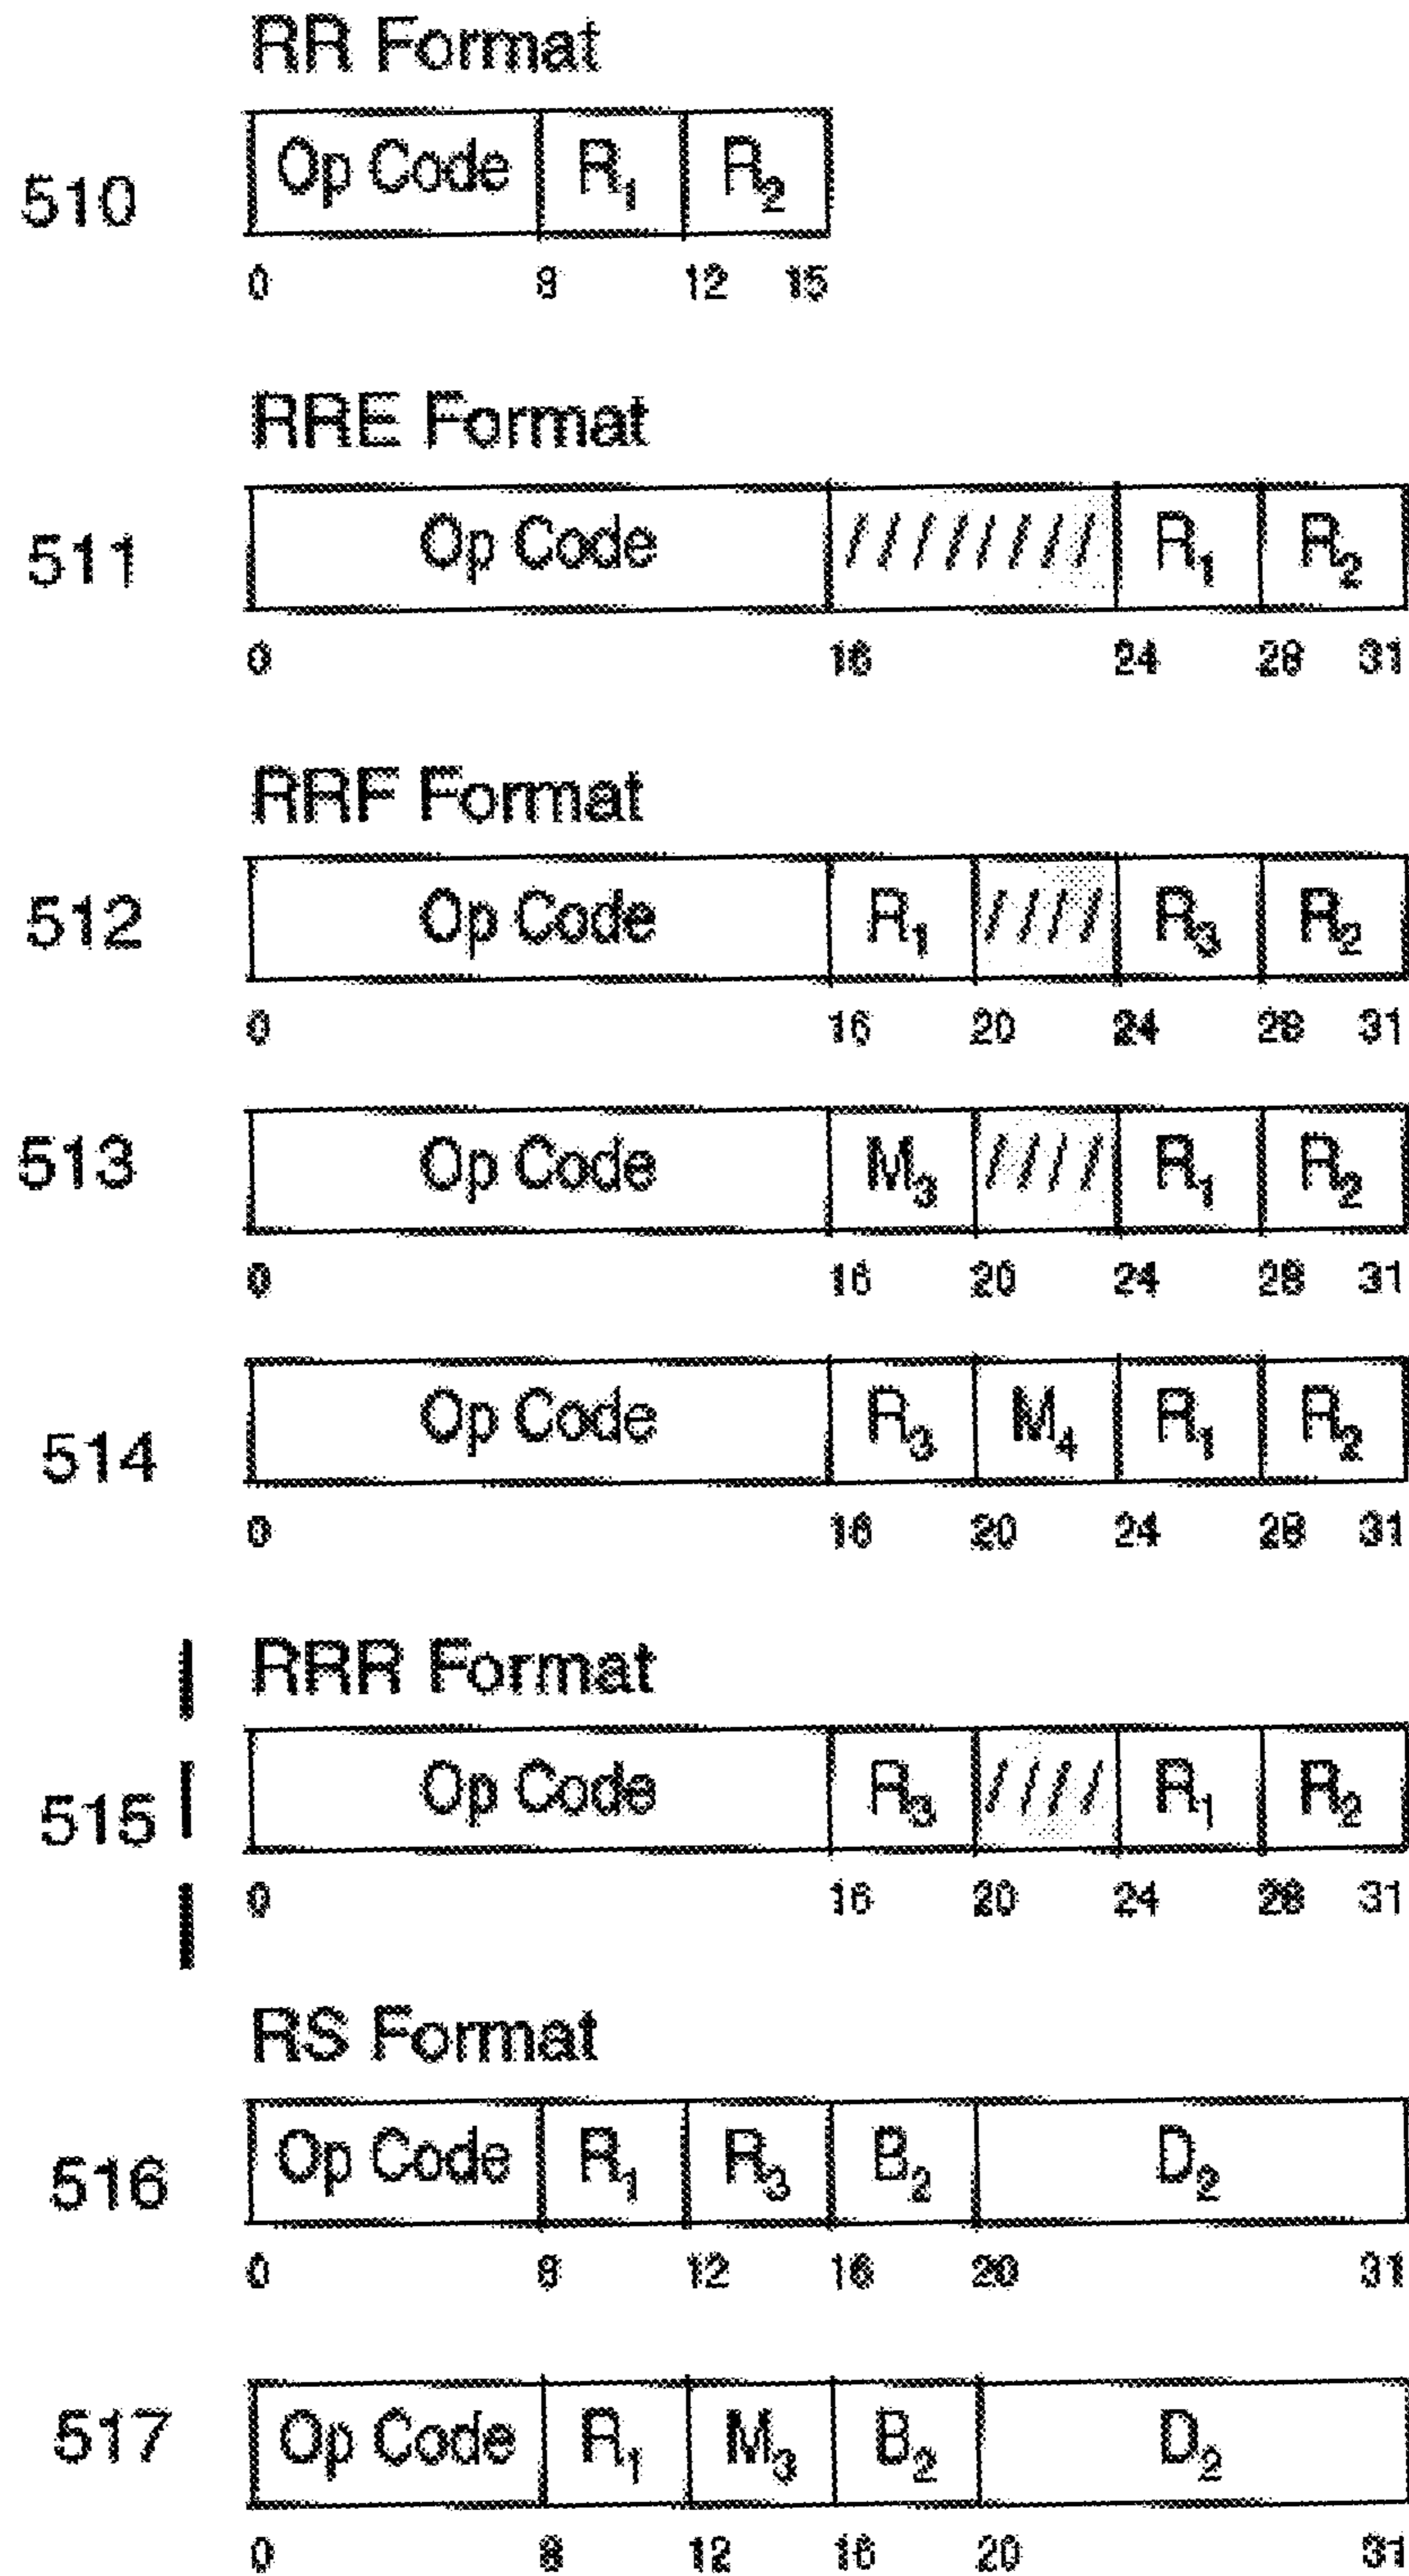 RR Format
510 Op Code R₁ R₂
0 8 12 15
RRE Format
511 Op Code //////// R₁ R₂
0 16 24 28 31
RRF Format
512 Op Code R₁ //// R₃ R₂
0 16 20 24 28 31
513 Op Code M₃ //// R₁ R₂
0 16 20 24 28 31
514 Op Code R₃ M₄ R₁ R₂
0 16 20 24 28 31
RRR Format
515 Op Code R₃ //// R₁ R₂
0 16 20 24 28 31
RS Format
516 Op Code R₁ R₃ B₂ D₂
0 8 12 16 20 31
517 Op Code R₁ M₃ B₂ D₂
0 8 12 16 20 31